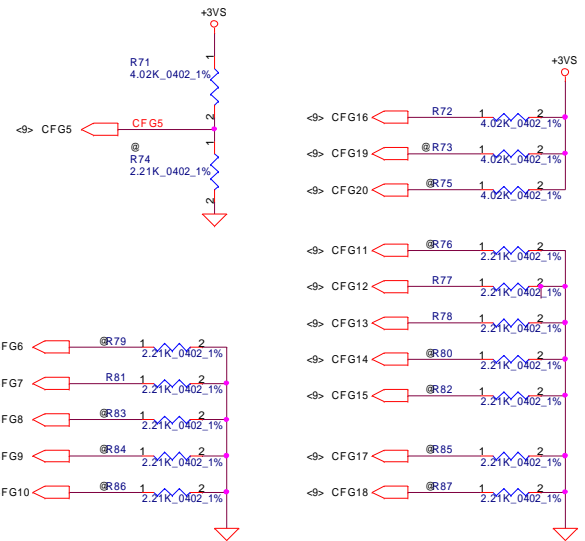 +3VS
R71
1
4.02K_0402_1%
2
<9> CFG5
CFG5
@
1
R74
2.21K_0402_1%
2
+3VS
<9> CFG16 R72 1 2
4.02K_0402_1%
<9> CFG19 @R73 1 2
4.02K_0402_1%
<9> CFG20 @R75 1 2
4.02K_0402_1%
<9> CFG11 @R76 1 2
2.21K_0402_1%
<9> CFG12 R77 1 2
2.21K_0402_1%
<9> CFG13 R78 1 2
2.21K_0402_1%
<9> CFG14 @R80 1 2
2.21K_0402_1%
<9> CFG15 @R82 1 2
2.21K_0402_1%
<9> CFG17 @R85 1 2
2.21K_0402_1%
<9> CFG18 @R87 1 2
2.21K_0402_1%
FG6 @R79 1 2
2.21K_0402_1%
FG7 R81 1 2
2.21K_0402_1%
FG8 @R83 1 2
2.21K_0402_1%
FG9 @R84 1 2
2.21K_0402_1%
FG10 @R86 1 2
2.21K_0402_1%